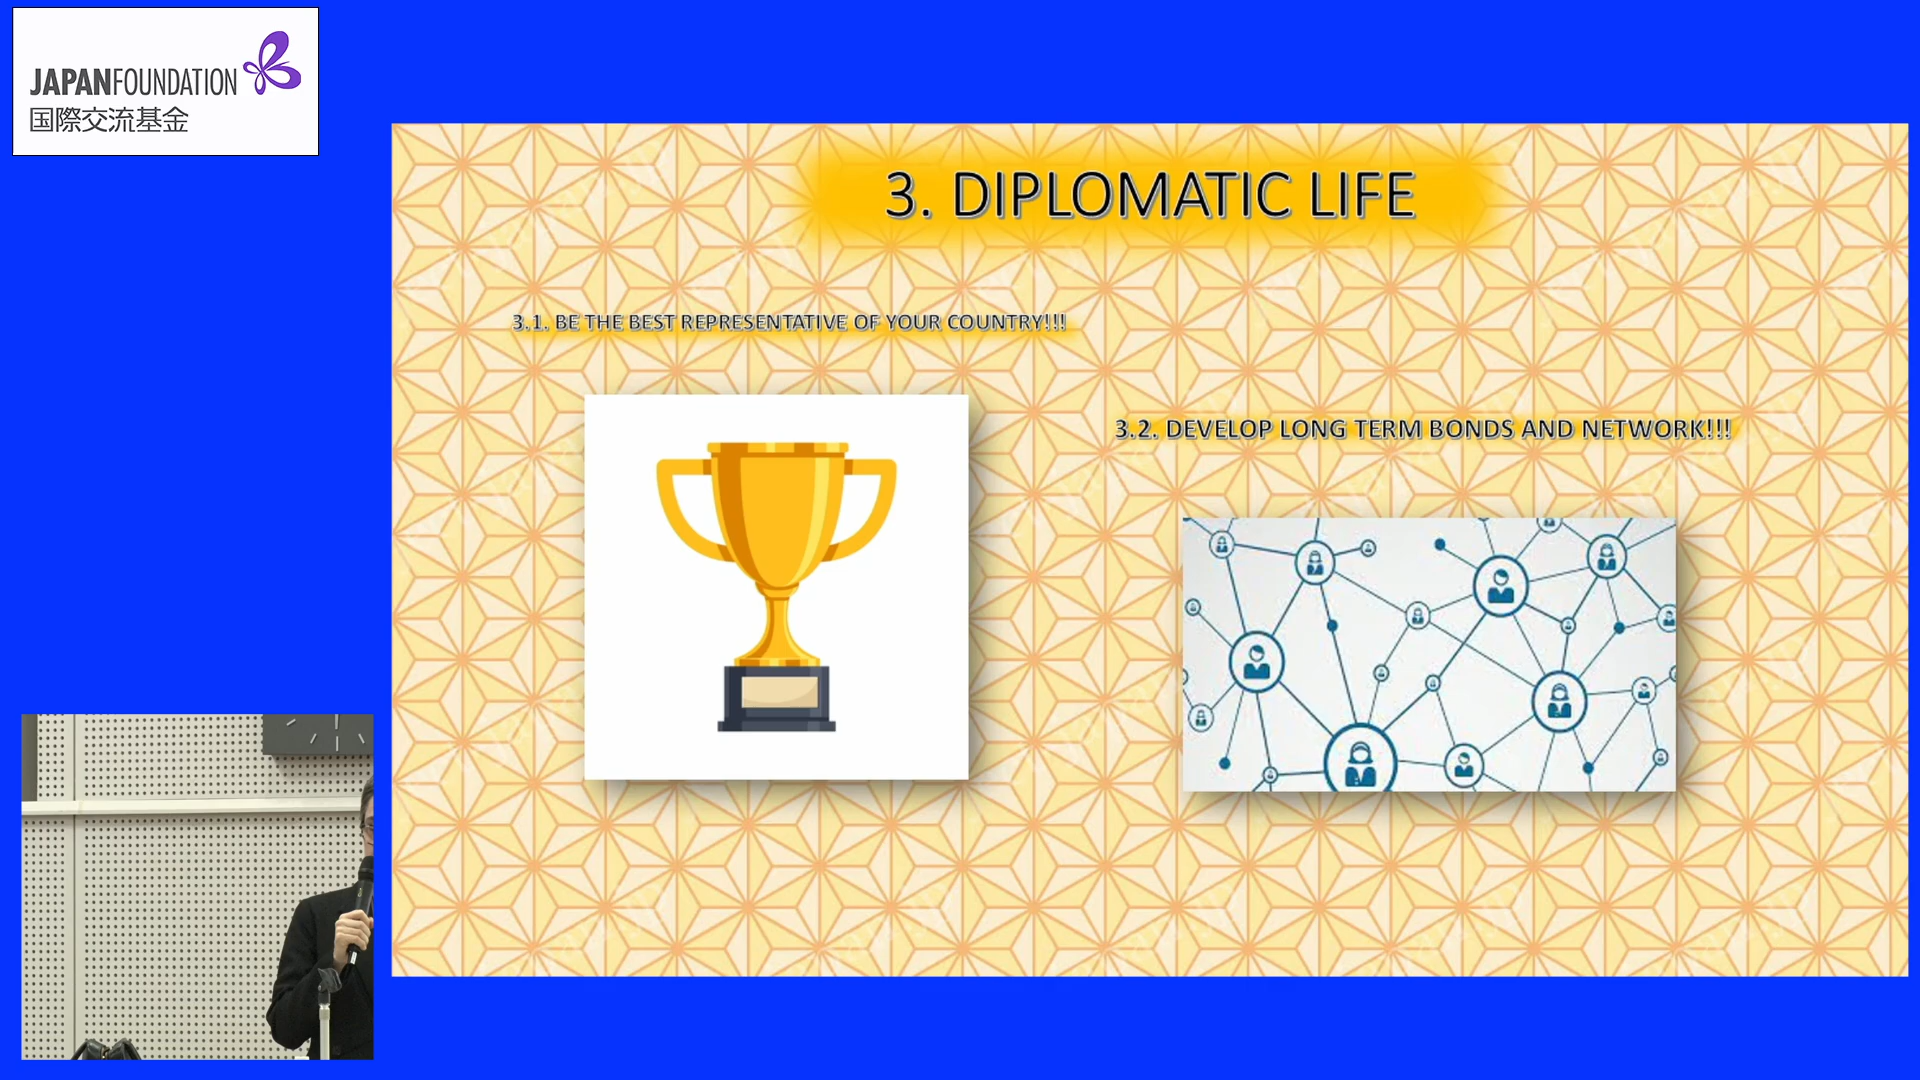 JAPANFOUNDATION
国際交流基金
3. DIPLOMATIC LIFE
3.1. BE THE BEST REPRESENTATIVE OF YOUR COUNTRY!!!
3.2. DEVELOP LONG TERM BONDS AND NETWORK!!!